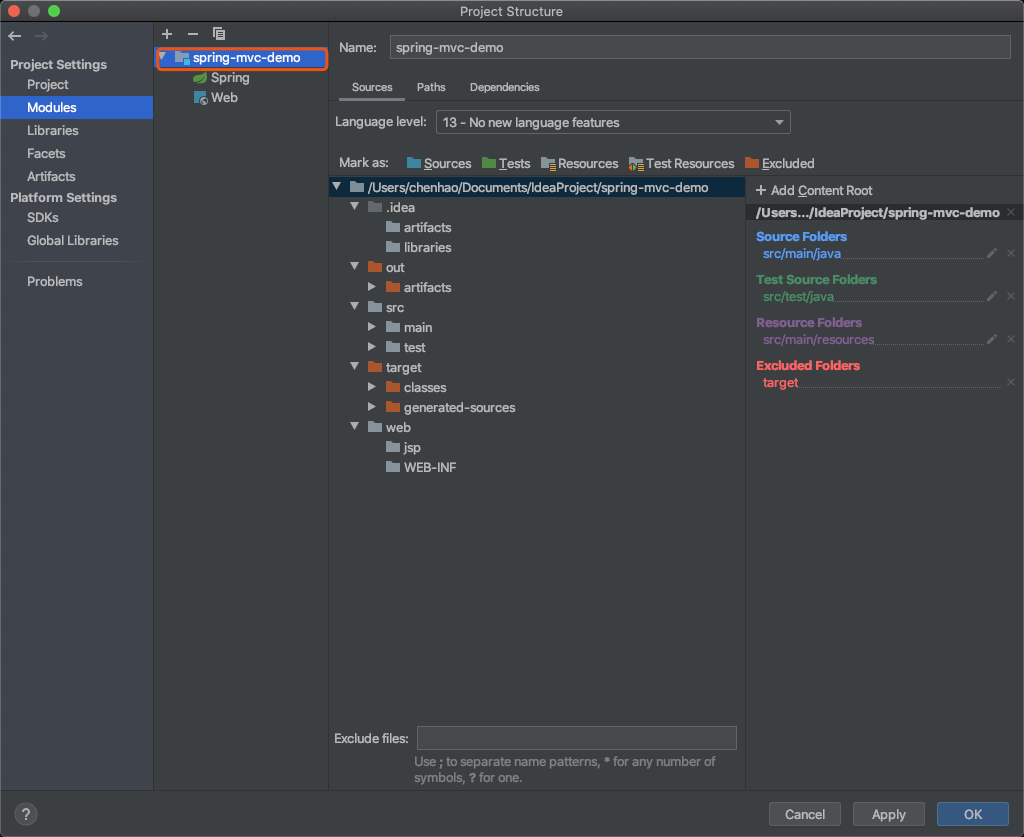 Project Structure
Project Settings
Project
Modules
Libraries
Facets
Artifacts
Platform Settings
SDKs
Global Libraries
Problems
spring-mvc-demo
Spring
Web
Name: spring-mvc-demo
Sources Paths Dependencies
Language level: 13 - No new language features
Mark as: Sources Tests Resources Test Resources Excluded
/Users/chenhao/Documents/IdeaProject/spring-mvc-demo
.idea
artifacts
libraries
out
artifacts
src
main
test
target
classes
generated-sources
web
jsp
WEB-INF
+ Add Content Root
/Users.../IdeaProject/spring-mvc-demo
Source Folders
src/main/java
Test Source Folders
src/test/java
Resource Folders
src/main/resources
Excluded Folders
target
Exclude files:
Use ; to separate name patterns, * for any number of
symbols, ? for one.
? Cancel Apply OK